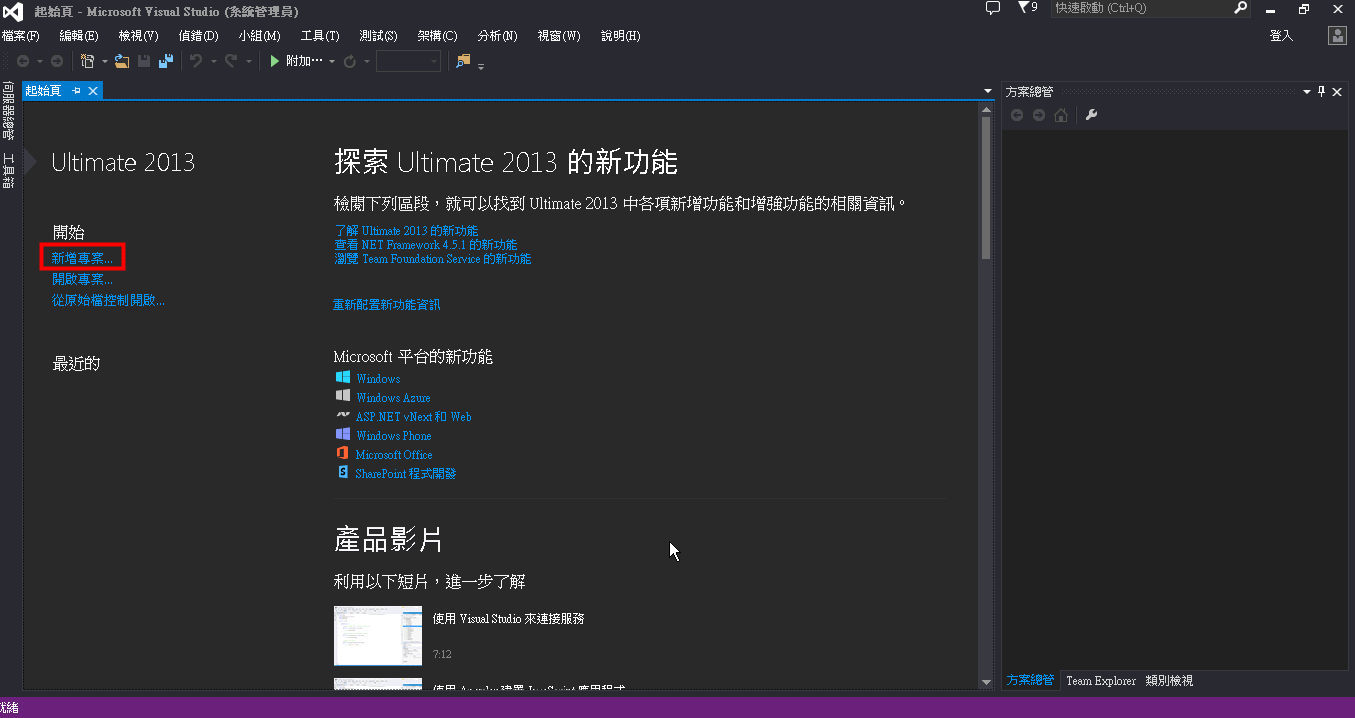 起始頁 - Microsoft Visual Studio (系統管理員)
9
快速啟動 (Ctrl+Q)
檔案(F) 編輯(E) 檢視(V) 偵錯(D) 小組(M) 工具(T) 測試(S) 架構(C) 分析(N) 視窗(W) 說明(H)
登入
附加…
伺服器總管
工具箱
起始頁
Ultimate 2013
開始
新增專案...
開啟專案...
從原始檔控制開啟...
最近的
探索 Ultimate 2013 的新功能
檢閱下列區段，就可以找到 Ultimate 2013 中各項新增功能和增強功能的相關資訊。
了解 Ultimate 2013 的新功能
查看 NET Framework 4.5.1 的新功能
瀏覽 Team Foundation Service 的新功能
重新配置新功能資訊
Microsoft 平台的新功能
Windows
Windows Azure
ASP.NET vNext 和 Web
Windows Phone
Microsoft Office
SharePoint 程式開發
產品影片
利用以下短片，進一步了解
使用 Visual Studio 來連接服務
7:12
方案總管
方案總管 Team Explorer 類別檢視
就緒